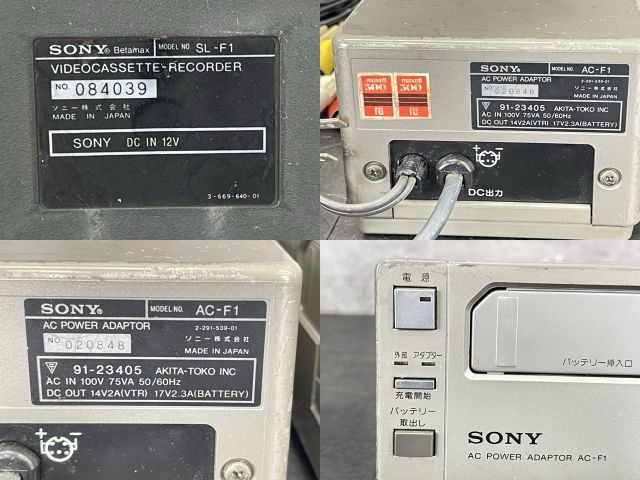 SONY® Betamax MODEL NO. SL-F1
VIDEOCASSETTE-RECORDER
NO. 084039
ソニー株式会社
MADE IN JAPAN
SONY DC IN 12V
3-669-640-01
maxell maxell
500 500
SONY® MODEL NO. AC-F1
AC POWER ADAPTOR 2-291-539-01
NO. 020848 ソニー株式会社
MADE IN JAPAN
91-23405 AKITA-TOKO INC
AC IN 100V 75VA 50/60Hz
DC OUT 14V2A(VTR) 17V2.3A(BATTERY)
DC出力
SONY® MODEL NO. AC-F1
AC POWER ADAPTOR 2-291-539-01
NO. 020848 ソニー株式会社
MADE IN JAPAN
91-23405 AKITA-TOKO INC
AC IN 100V 75VA 50/60Hz
DC OUT 14V2A(VTR) 17V2.3A(BATTERY)
電源
外部 アダプター
充電開始
バッテリー
取出し
バッテリー挿入口
SONY
AC POWER ADAPTOR AC-F1